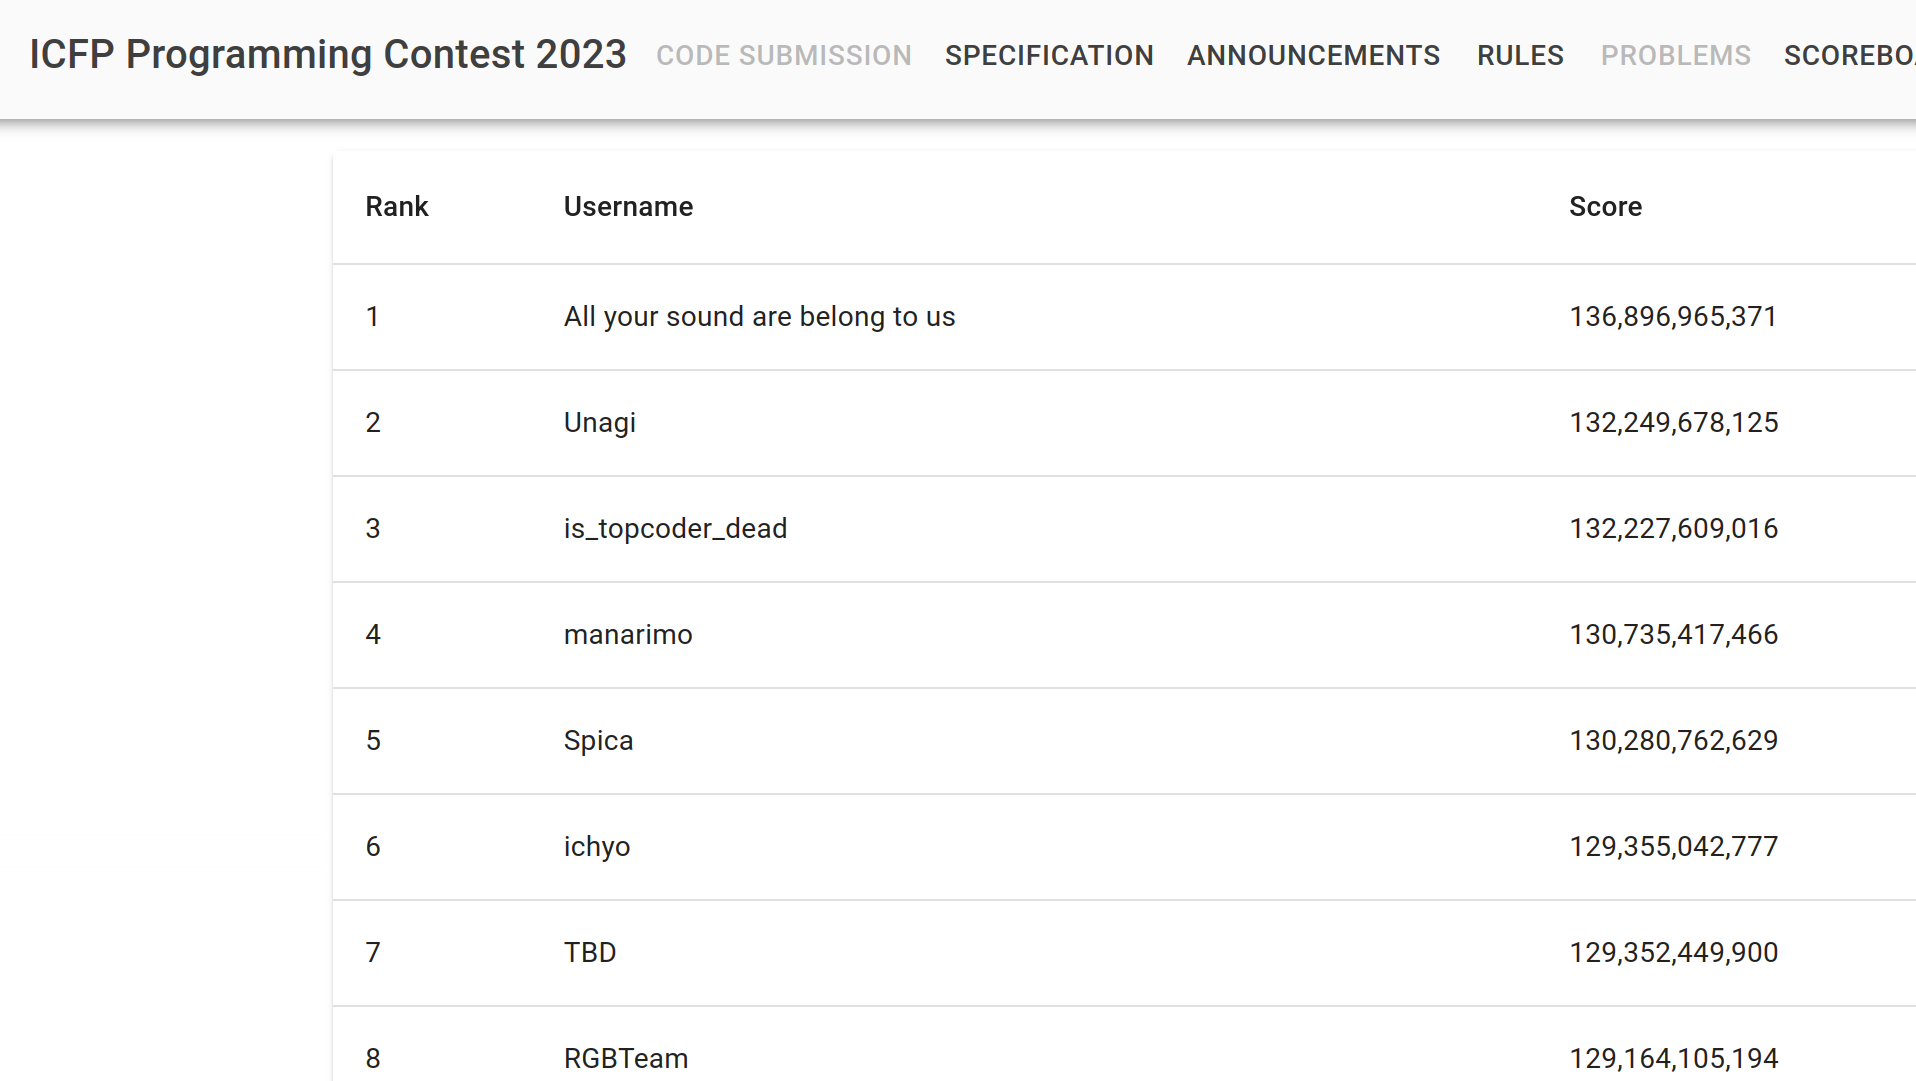 ICFP Programming Contest 2023 CODE SUBMISSION SPECIFICATION ANNOUNCEMENTS RULES PROBLEMS SCOREBO
Rank Username Score
1 All your sound are belong to us 136,896,965,371
2 Unagi 132,249,678,125
3 is_topcoder_dead 132,227,609,016
4 manarimo 130,735,417,466
5 Spica 130,280,762,629
6 ichyo 129,355,042,777
7 TBD 129,352,449,900
8 RGBTeam 129,164,105,194